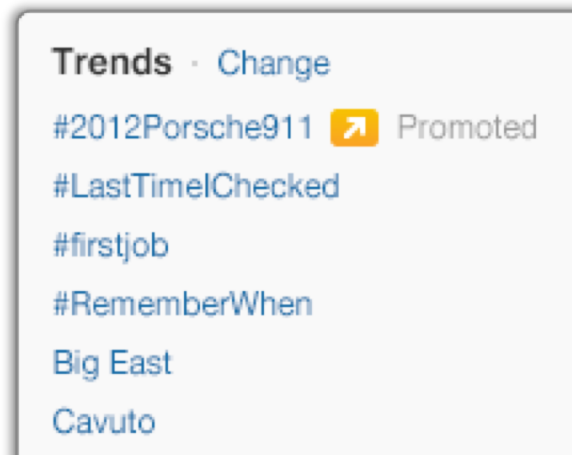 Trends · Change
#2012Porsche911 Promoted
#LastTimeIChecked
#firstjob
#RememberWhen
Big East
Cavuto